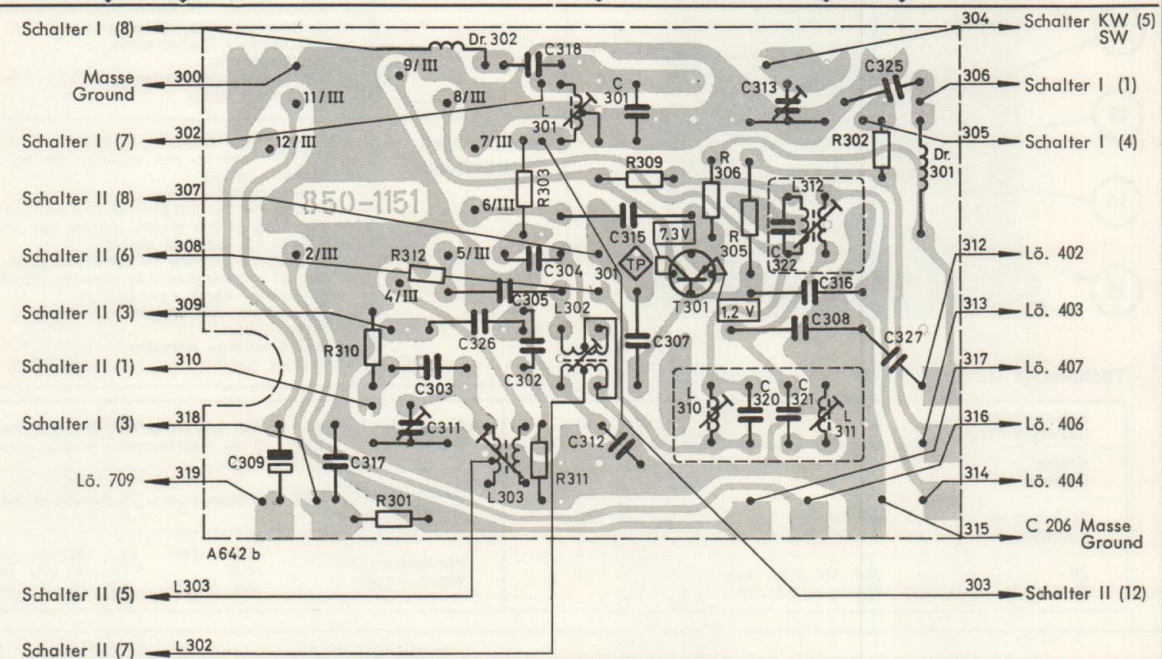 Schalter I (8)
Masse
Ground
300
Schalter I (7)
302
Schalter II (8)
307
Schalter II (6)
308
Schalter II (3)
309
Schalter II (1)
310
Schalter I (3)
318
Lö. 709
319
Schalter II (5)
L303
Schalter II (7)
L302
A642 b
Dr. 302
9/III
C318
11/III
8/III
L
301
C
301
C313
C325
12/III
7/III
R303
R309
R
306
R302
Dr.
301
850-1151
6/III
C315
7.3 V
R
305
L312
2/III
R312
5/III
C304
301
TP
T301
C
L322
4/III
C305
L302
1.2 V
C316
R310
C326
C302
C307
C308
C327
C303
C311
C312
L
310
C
320
C
321
L
311
C309
C317
L303
R311
R301
304
Schalter KW (5)
SW
306
Schalter I (1)
305
Schalter I (4)
312
Lö. 402
313
Lö. 403
317
Lö. 407
316
Lö. 406
314
Lö. 404
315
C 206 Masse
Ground
303
Schalter II (12)